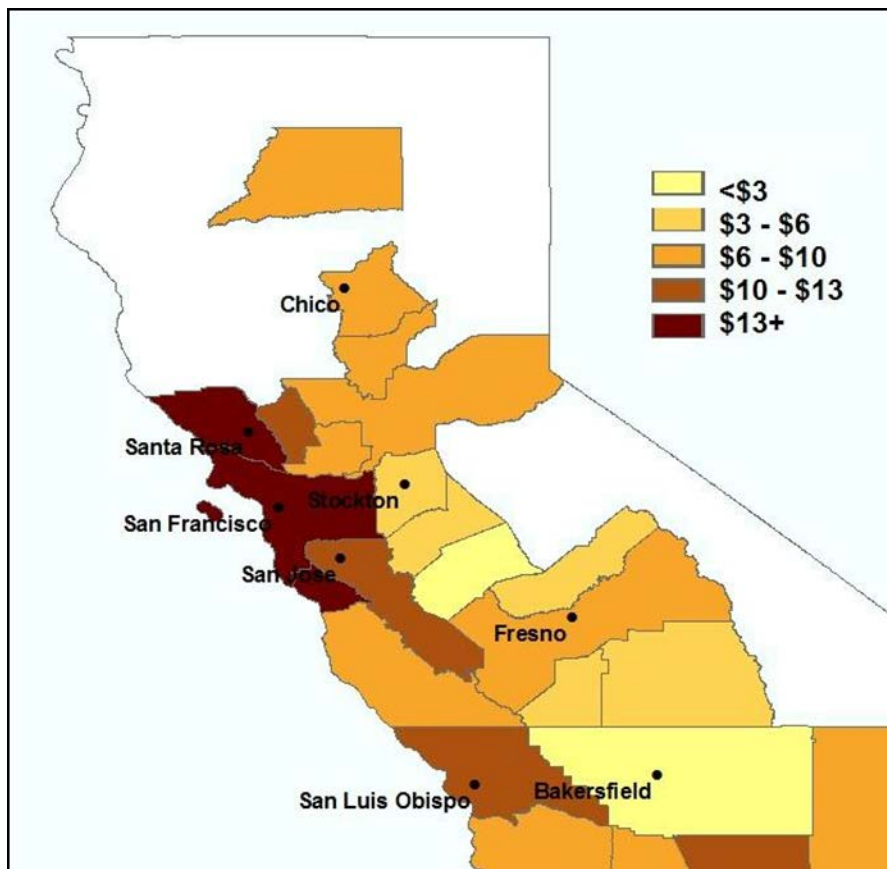 <$3
$3 - $6
$6 - $10
$10 - $13
$13+
Chico
Santa Rosa
Stockton
San Francisco
San Jose
Fresno
Bakersfield
San Luis Obispo